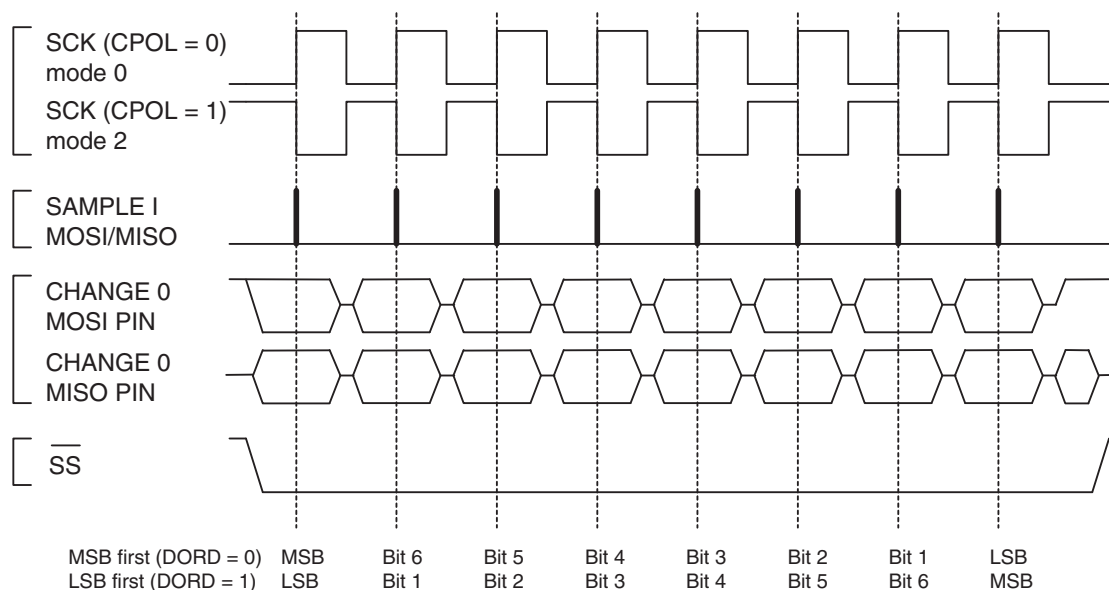 SCK (CPOL = 0)
mode 0
SCK (CPOL = 1)
mode 2
SAMPLE I
MOSI/MISO
CHANGE 0
MOSI PIN
CHANGE 0
MISO PIN
SS
MSB first (DORD = 0) MSB Bit 6 Bit 5 Bit 4 Bit 3 Bit 2 Bit 1 LSB
LSB first (DORD = 1) LSB Bit 1 Bit 2 Bit 3 Bit 4 Bit 5 Bit 6 MSB